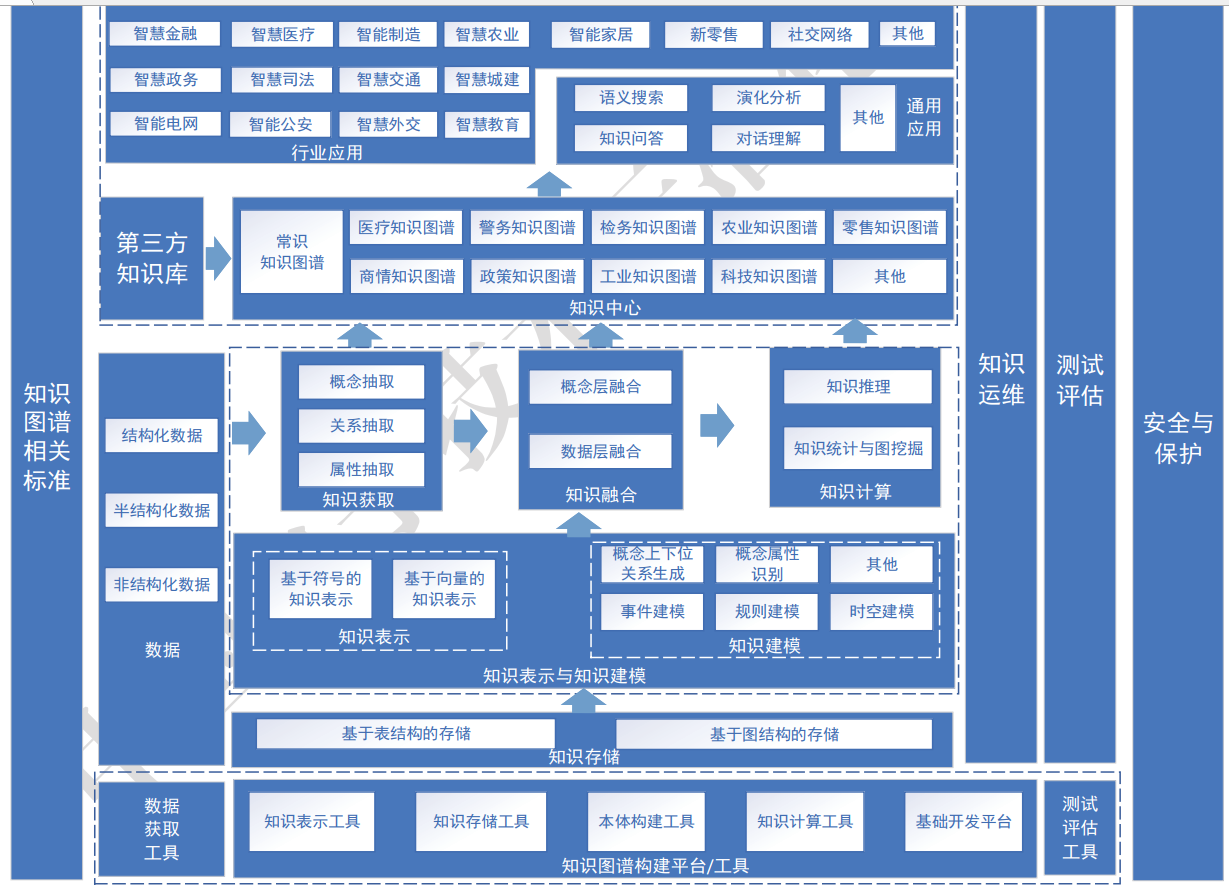 智慧金融
智慧医疗
智能制造
智慧农业
智能家居
新零售
社交网络
其他
智慧政务
智慧司法
智慧交通
智慧城建
智能电网
智能公安
智慧外交
智慧教育
行业应用
语义搜索
演化分析
知识问答
对话理解
其他
通用
应用
第三方
知识库
常识
知识图谱
医疗知识图谱
警务知识图谱
检务知识图谱
农业知识图谱
零售知识图谱
商情知识图谱
政策知识图谱
工业知识图谱
科技知识图谱
其他
知识中心
知识
图谱
相关
标准
结构化数据
半结构化数据
非结构化数据
数据
概念抽取
关系抽取
属性抽取
知识获取
概念层融合
数据层融合
知识融合
知识推理
知识统计与图挖掘
知识计算
基于符号的
知识表示
基于向量的
知识表示
知识表示
概念上下位
关系生成
概念属性
识别
其他
事件建模
规则建模
时空建模
知识建模
知识表示与知识建模
基于表结构的存储
基于图结构的存储
知识存储
数据
获取
工具
知识表示工具
知识存储工具
本体构建工具
知识计算工具
基础开发平台
知识图谱构建平台/工具
测试
评估
工具
知识
运维
测试
评估
安全与
保护